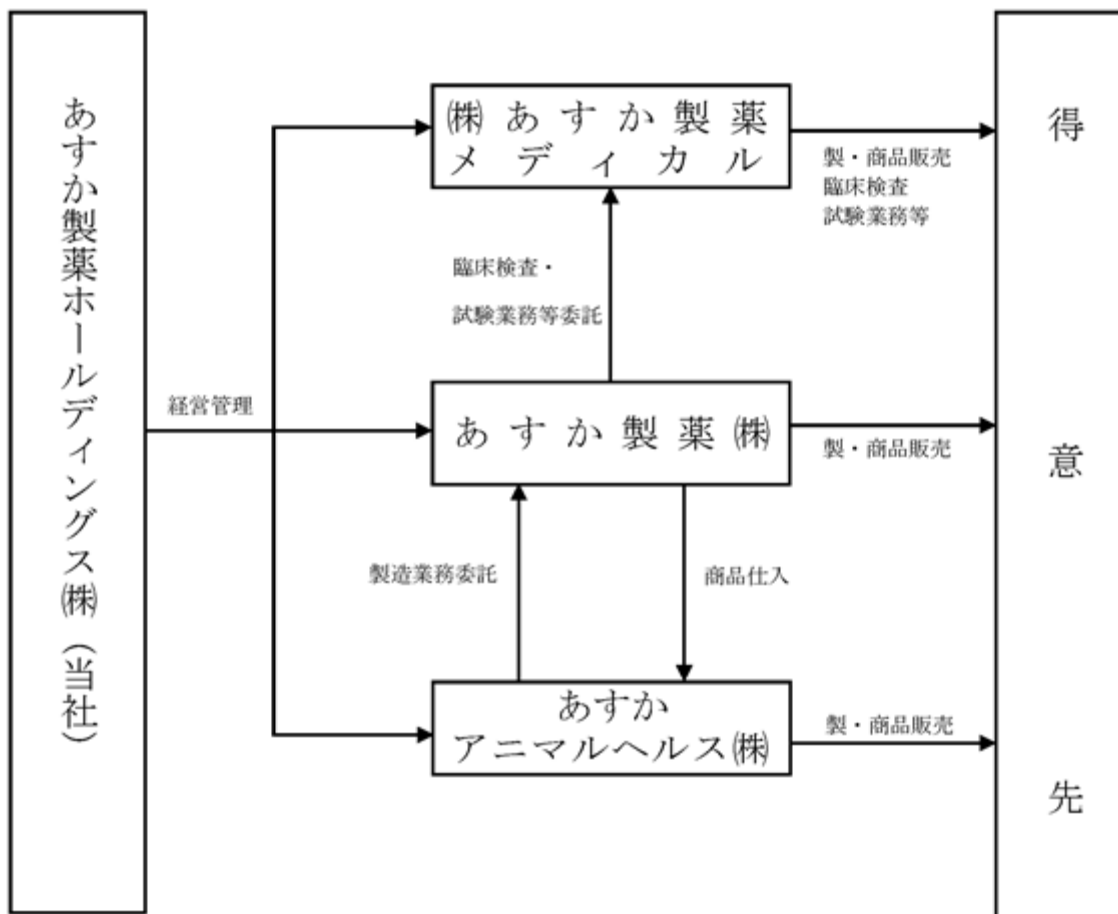 あすか製薬ホールディングス㈱（当社）
経営管理
㈱あすか製薬
メディカル
製・商品販売
臨床検査
試験業務等
臨床検査・
試験業務等委託
あすか製薬㈱
製・商品販売
製造業務委託
商品仕入
あすか
アニマルヘルス㈱
製・商品販売
得意先